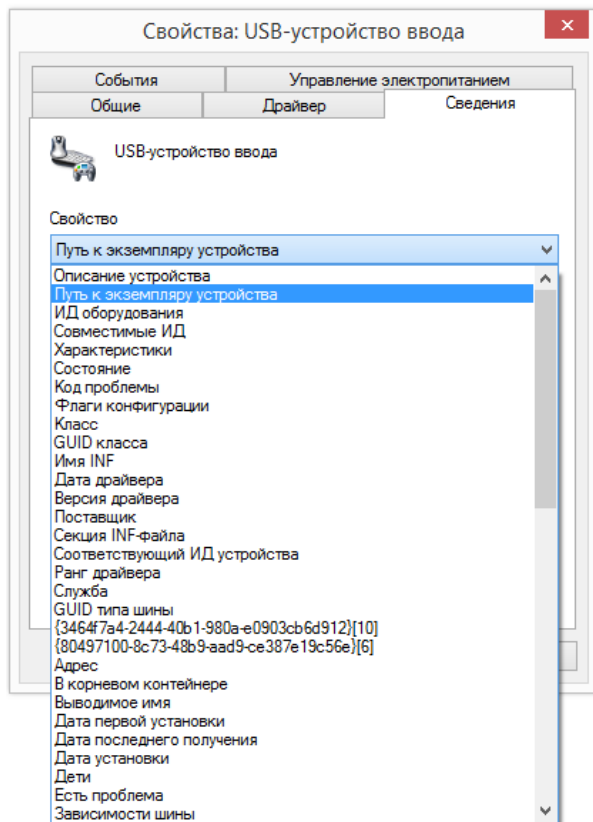 Свойства: USB-устройство ввода
События
Управление электропитанием
Общие
Драйвер
Сведения
USB-устройство ввода
Свойство
Путь к экземпляру устройства
Описание устройства
Путь к экземпляру устройства
ИД оборудования
Совместимые ИД
Характеристики
Состояние
Код проблемы
Флаги конфигурации
Класс
GUID класса
Имя INF
Дата драйвера
Версия драйвера
Поставщик
Секция INF-файла
Соответствующий ИД устройства
Ранг драйвера
Служба
GUID типа шины
{3464f7a4-2444-40b1-980a-e0903cb6d912}[10]
{80497100-8c73-48b9-aad9-ce387e19c56e}[6]
Адрес
В корневом контейнере
Выводимое имя
Дата первой установки
Дата последнего получения
Дата установки
Дети
Есть проблема
Зависимости шины